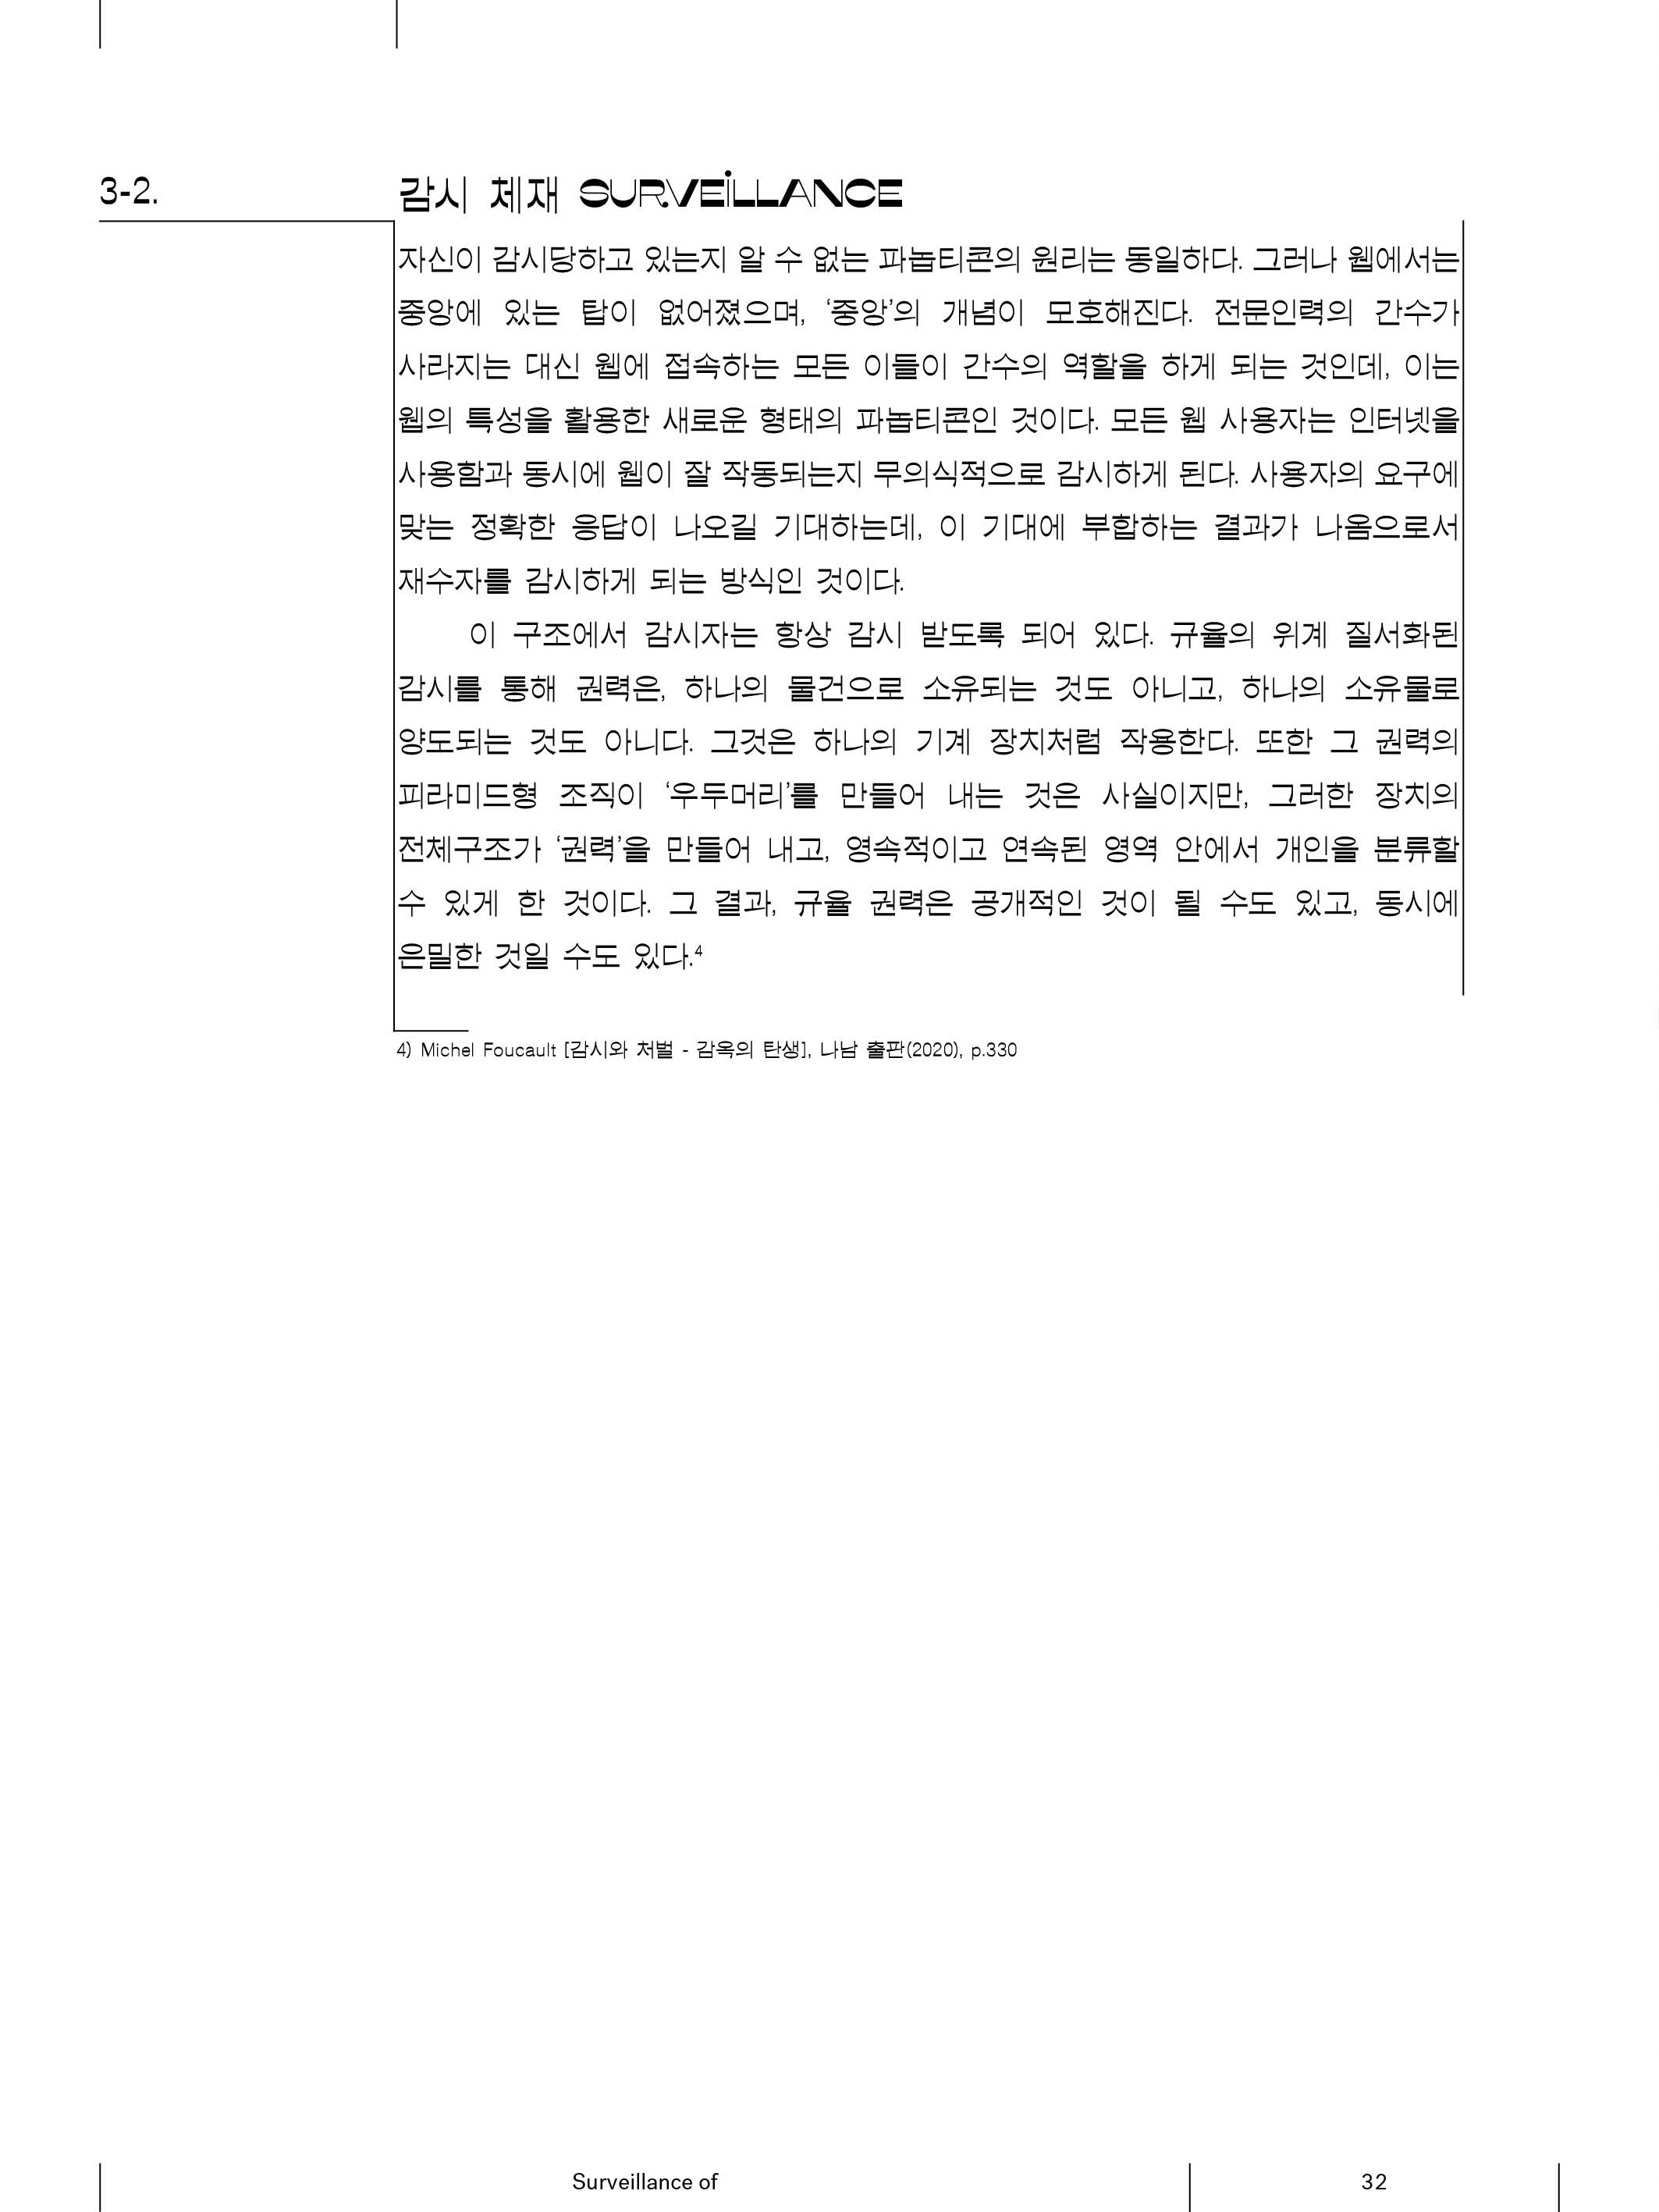 3-2.
감시 체재 SURVEiLLANCE
자신이 감시당하고 있는지 알 수 없는 파놉티콘의 원리는 동일하다. 그러나 웹에서는
중앙에 있는 탑이 없어졌으며, ‘중앙’의 개념이 모호해진다. 전문인력의 간수가
사라지는 대신 웹에 접속하는 모든 이들이 간수의 역할을 하게 되는 것인데, 이는
웹의 특성을 활용한 새로운 형태의 파놉티콘인 것이다. 모든 웹 사용자는 인터넷을
사용함과 동시에 웹이 잘 작동되는지 무의식적으로 감시하게 된다. 사용자의 요구에
맞는 정확한 응답이 나오길 기대하는데, 이 기대에 부합하는 결과가 나옴으로서
재수자를 감시하게 되는 방식인 것이다.
이 구조에서 감시자는 항상 감시 받도록 되어 있다. 규율의 위계 질서화된
감시를 통해 권력은, 하나의 물건으로 소유되는 것도 아니고, 하나의 소유물로
양도되는 것도 아니다. 그것은 하나의 기계 장치처럼 작용한다. 또한 그 권력의
피라미드형 조직이 ‘우두머리’를 만들어 내는 것은 사실이지만, 그러한 장치의
전체구조가 ‘권력’을 만들어 내고, 영속적이고 연속된 영역 안에서 개인을 분류할
수 있게 한 것이다. 그 결과, 규율 권력은 공개적인 것이 될 수도 있고, 동시에
은밀한 것일 수도 있다.4
4) Michel Foucault [감시와 처벌 - 감옥의 탄생], 나남 출판(2020), p.330
Surveillance of
32